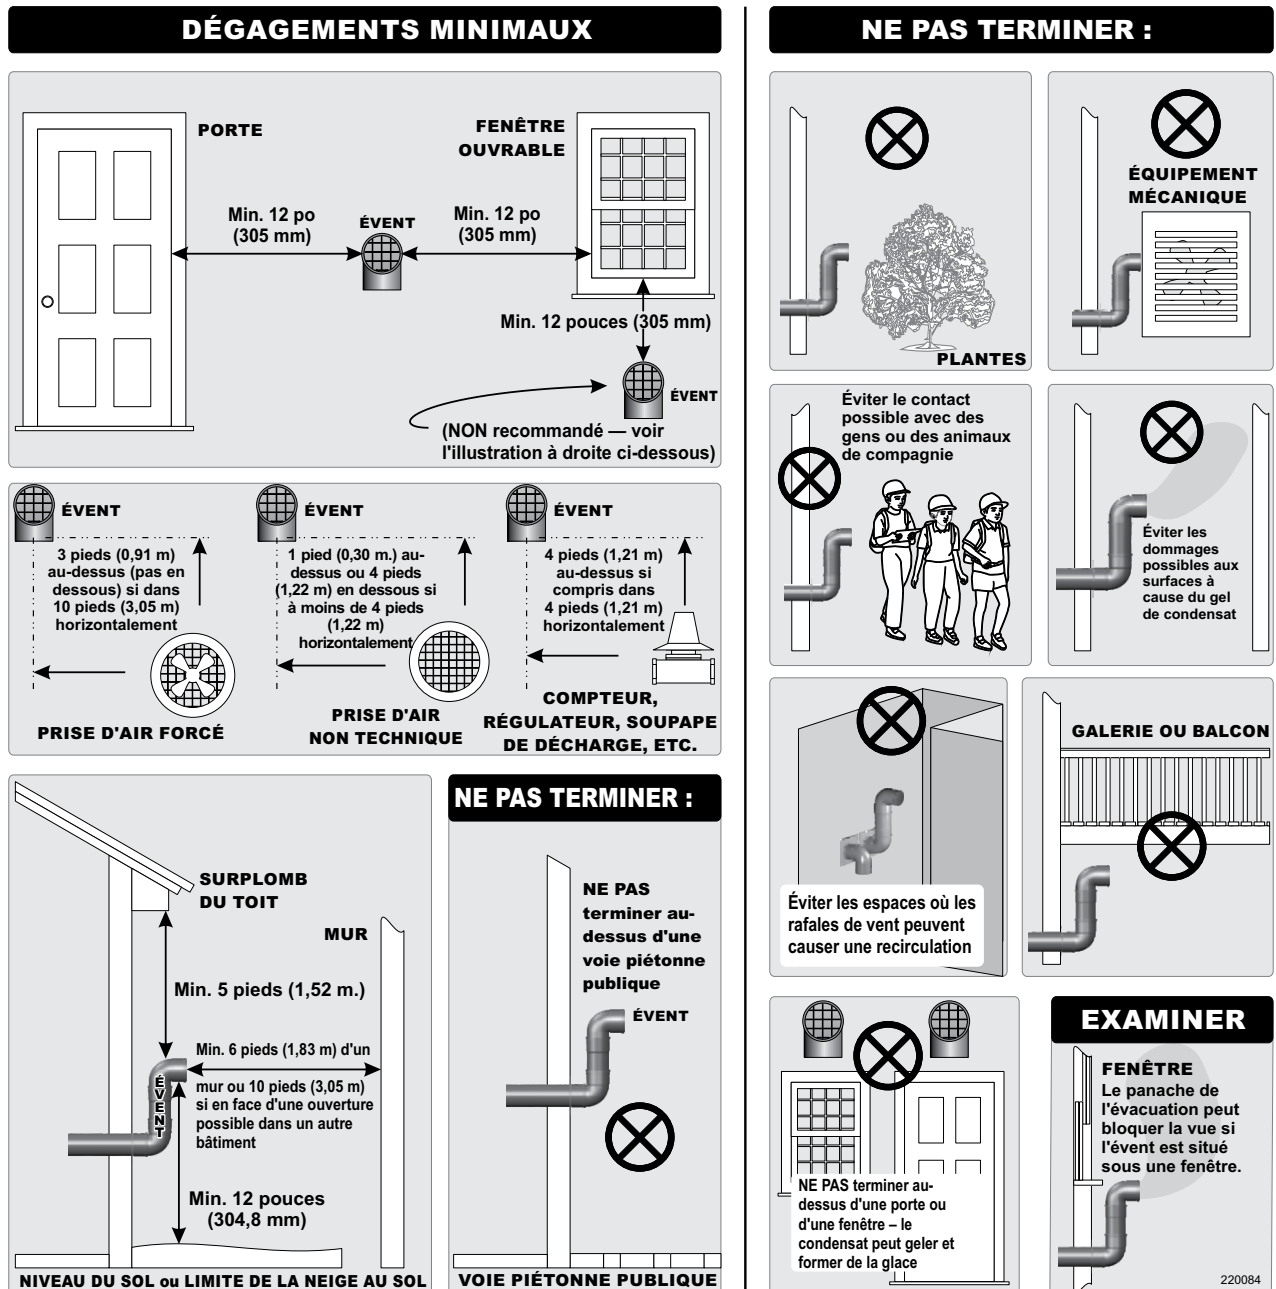 DÉGAGEMENTS MINIMAUX
PORTE
FENÊTRE
OUVRABLE
Min. 12 po
(305 mm)
ÉVENT
Min. 12 po
(305 mm)
Min. 12 pouces (305 mm)
ÉVENT
(NON recommandé — voir
l'illustration à droite ci-dessous)
ÉVENT
3 pieds (0,91 m)
au-dessus (pas en
dessous) si dans
10 pieds (3,05 m)
horizontalement
PRISE D'AIR FORCÉ
ÉVENT
1 pied (0,30 m.) au-
dessus ou 4 pieds
(1,22 m) en dessous si
à moins de 4 pieds
(1,22 m)
horizontalement
PRISE D'AIR
NON TECHNIQUE
ÉVENT
4 pieds (1,21 m)
au-dessus si
compris dans
4 pieds (1,21 m)
horizontalement
COMPTEUR,
RÉGULATEUR, SOUPAPE
DE DÉCHARGE, ETC.
SURPLOMB
DU TOIT
MUR
Min. 5 pieds (1,52 m.)
Min. 6 pieds (1,83 m) d'un
mur ou 10 pieds (3,05 m)
si en face d'une ouverture
possible dans un autre
bâtiment
ÉVENT
Min. 12 pouces
(304,8 mm)
NIVEAU DU SOL ou LIMITE DE LA NEIGE AU SOL
NE PAS TERMINER :
NE PAS
terminer au-
dessus d'une
voie piétonne
publique
ÉVENT
VOIE PIÉTONNE PUBLIQUE
NE PAS TERMINER :
PLANTES
ÉQUIPEMENT
MÉCANIQUE
Éviter le contact
possible avec des
gens ou des animaux
de compagnie
Éviter les
dommages
possibles aux
surfaces à
cause du gel
de condensat
Éviter les espaces où les
rafales de vent peuvent
causer une recirculation
GALERIE OU BALCON
NE PAS terminer au-
dessus d'une porte ou
d'une fenêtre – le
condensat peut geler et
former de la glace
EXAMINER
FENÊTRE
Le panache de
l'évacuation peut
bloquer la vue si
l'évent est situé
sous une fenêtre.
220084